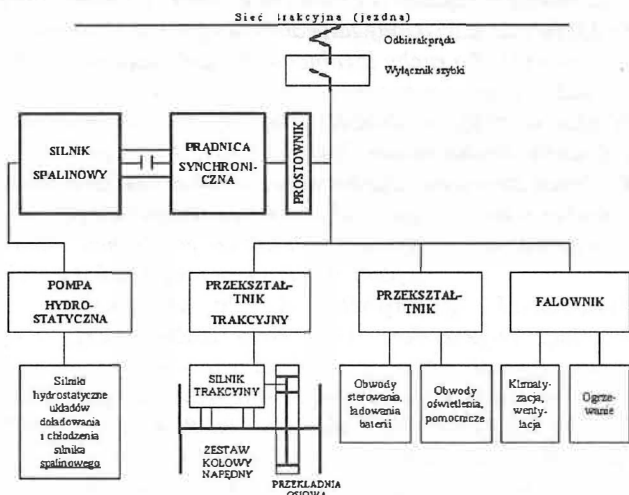 Sieć trakcyjna (jezdna)
Odbierak prądu
Wyłącznik szybki
SILNIK
SPALINOWY
PRĄDNICA
SYNCHRONI-
CZNA
PROSTOWNIK
POMPA
HYDRO-
STATYCZNA
PRZEKSZTAŁ-
TNIK
TRAKCYJNY
PRZEKSZTAŁ-
TNIK
FALOWNIK
Silniki
hydrostatyczne
układów
doładowania
i chłodzenia
silnika
spalinowego
SILNIK
TRAKCYJNY
ZESTAW
KOŁOWY
NAPĘDNY
PRZEKŁADNIA
OSIOWA
Obwody
sterowania,
ładowania
baterii
Obwody
oświetlenia,
pomocnicze
Klimaty-
zacja,
wenty-
lacja
Ogrze-
wanie